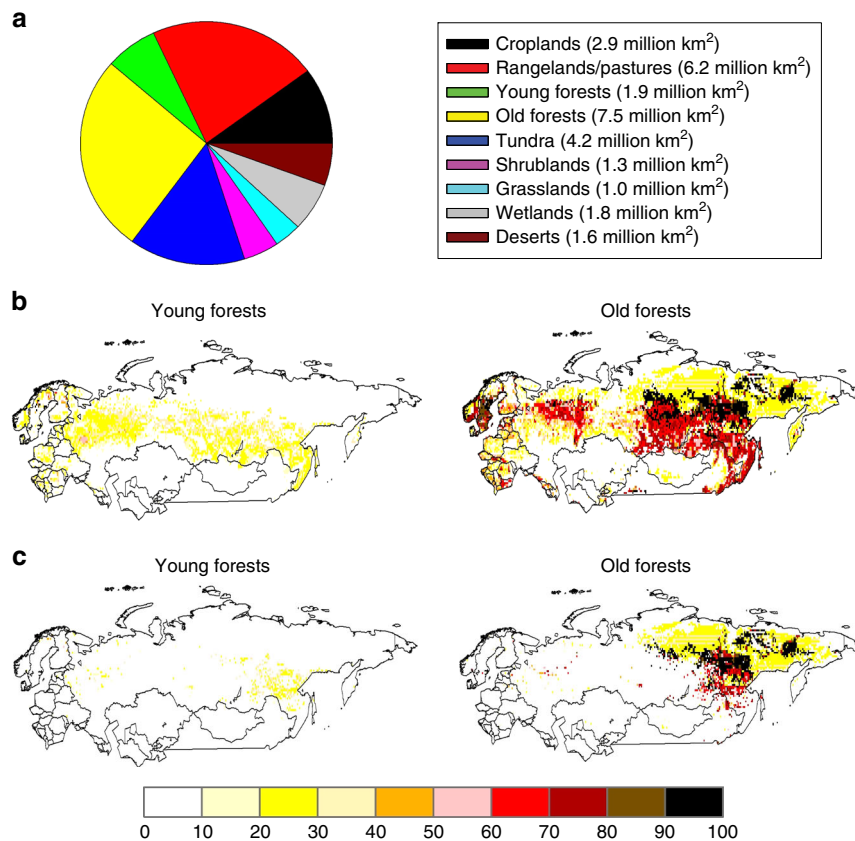 a
Croplands (2.9 million km²)
Rangelands/pastures (6.2 million km²)
Young forests (1.9 million km²)
Old forests (7.5 million km²)
Tundra (4.2 million km²)
Shrublands (1.3 million km²)
Grasslands (1.0 million km²)
Wetlands (1.8 million km²)
Deserts (1.6 million km²)
b
Young forests
Old forests
c
Young forests
Old forests
0 10 20 30 40 50 60 70 80 90 100